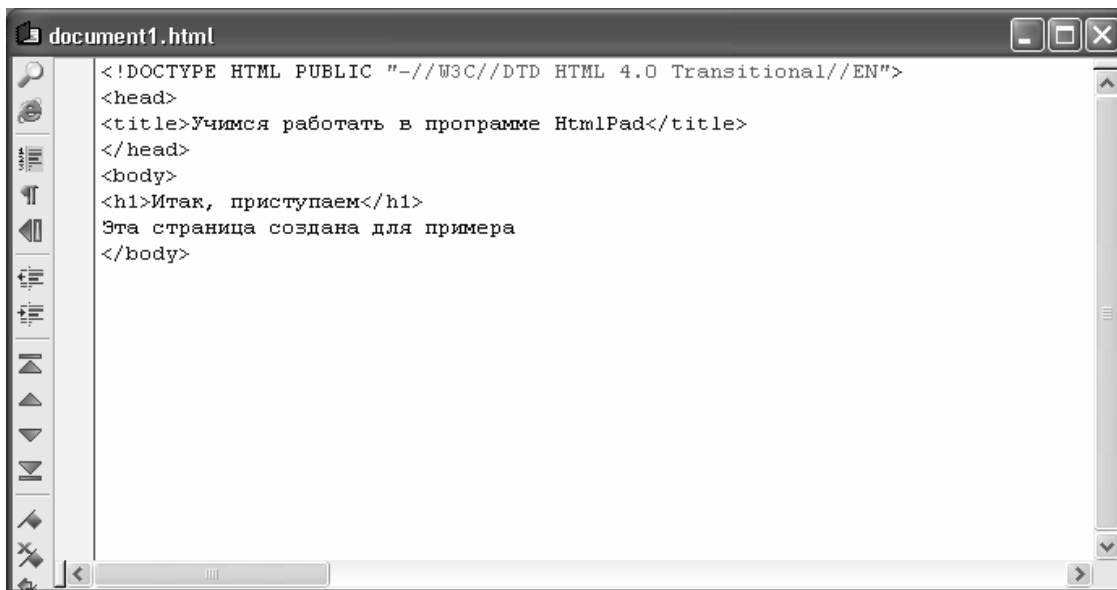 document1.html
<!DOCTYPE HTML PUBLIC "-//W3C//DTD HTML 4.0 Transitional//EN">
<head>
<title>Учимся работать в программе HtmlPad</title>
</head>
<body>
<h1>Итак, приступаем</h1>
Эта страница создана для примера
</body>